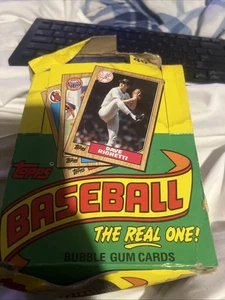 Topps
DAVE RIGHETTI
Topps
BASEBALL
THE REAL ONE!
BUBBLE GUM CARDS